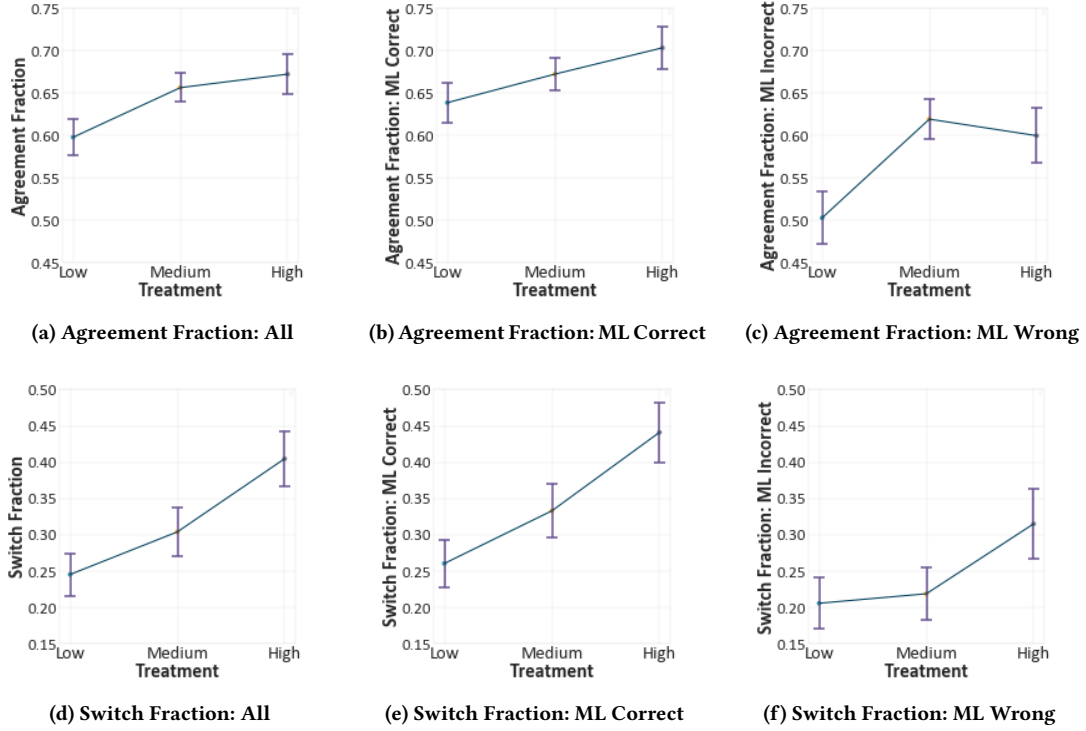 Agreement Fraction
0.75
0.70
0.65
0.60
0.55
0.50
0.45
Low Medium High
Treatment
(a) Agreement Fraction: All
Agreement Fraction: ML Correct
0.75
0.70
0.65
0.60
0.55
0.50
0.45
Low Medium High
Treatment
(b) Agreement Fraction: ML Correct
Agreement Fraction: ML Incorrect
0.75
0.70
0.65
0.60
0.55
0.50
0.45
Low Medium High
Treatment
(c) Agreement Fraction: ML Wrong
Switch Fraction
0.50
0.45
0.40
0.35
0.30
0.25
0.20
0.15
Low Medium High
Treatment
(d) Switch Fraction: All
Switch Fraction: ML Correct
0.50
0.45
0.40
0.35
0.30
0.25
0.20
0.15
Low Medium High
Treatment
(e) Switch Fraction: ML Correct
Switch Fraction: ML Incorrect
0.50
0.45
0.40
0.35
0.30
0.25
0.20
0.15
Low Medium High
Treatment
(f) Switch Fraction: ML Wrong